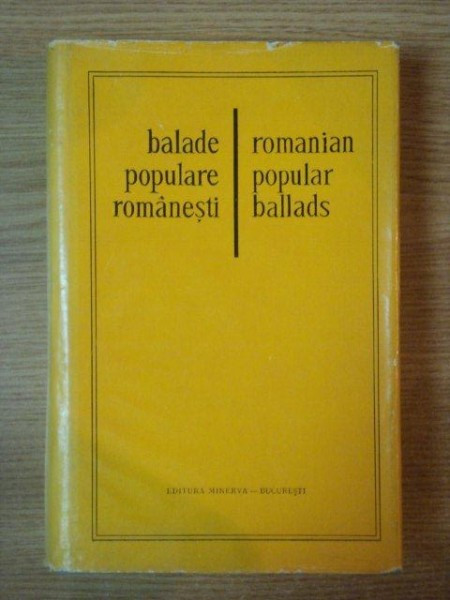 balade
populare
românești
romanian
popular
ballads
EDITURA MINERVA — BUCUREȘTI